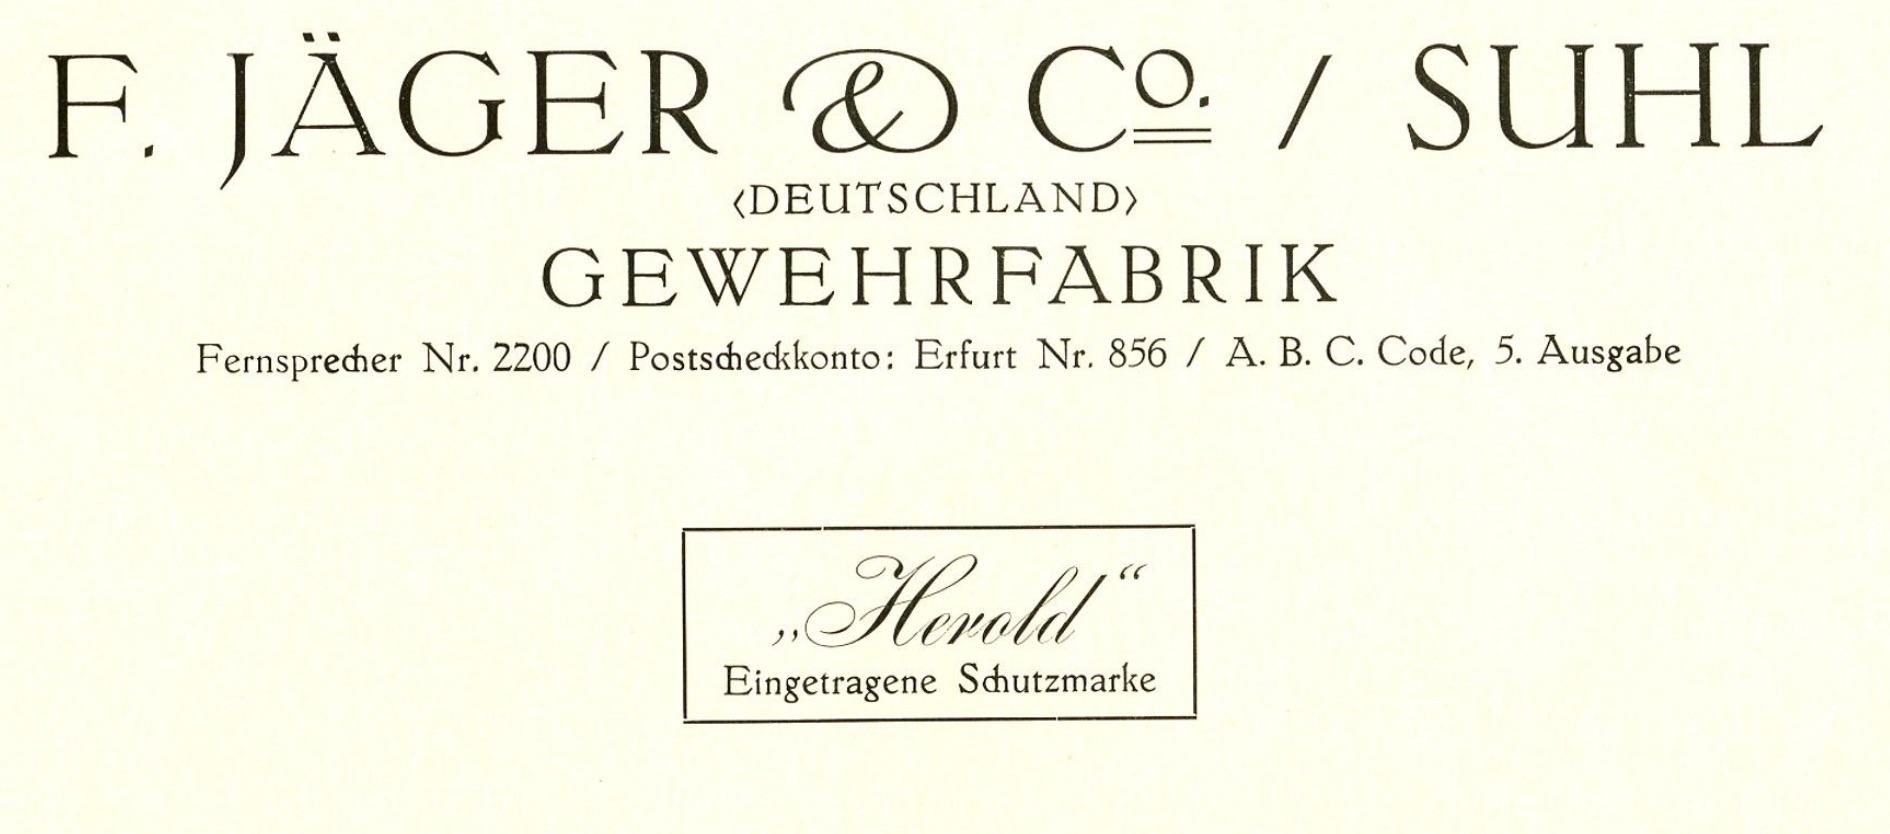 F. JÄGER & Co. / SUHL
<DEUTSCHLAND>
GEWEHRFABRIK
Fernsprecher Nr. 2200 / Postscheckkonto: Erfurt Nr. 856 / A. B. C. Code, 5. Ausgabe
„Herold“
Eingetragene Schutzmarke